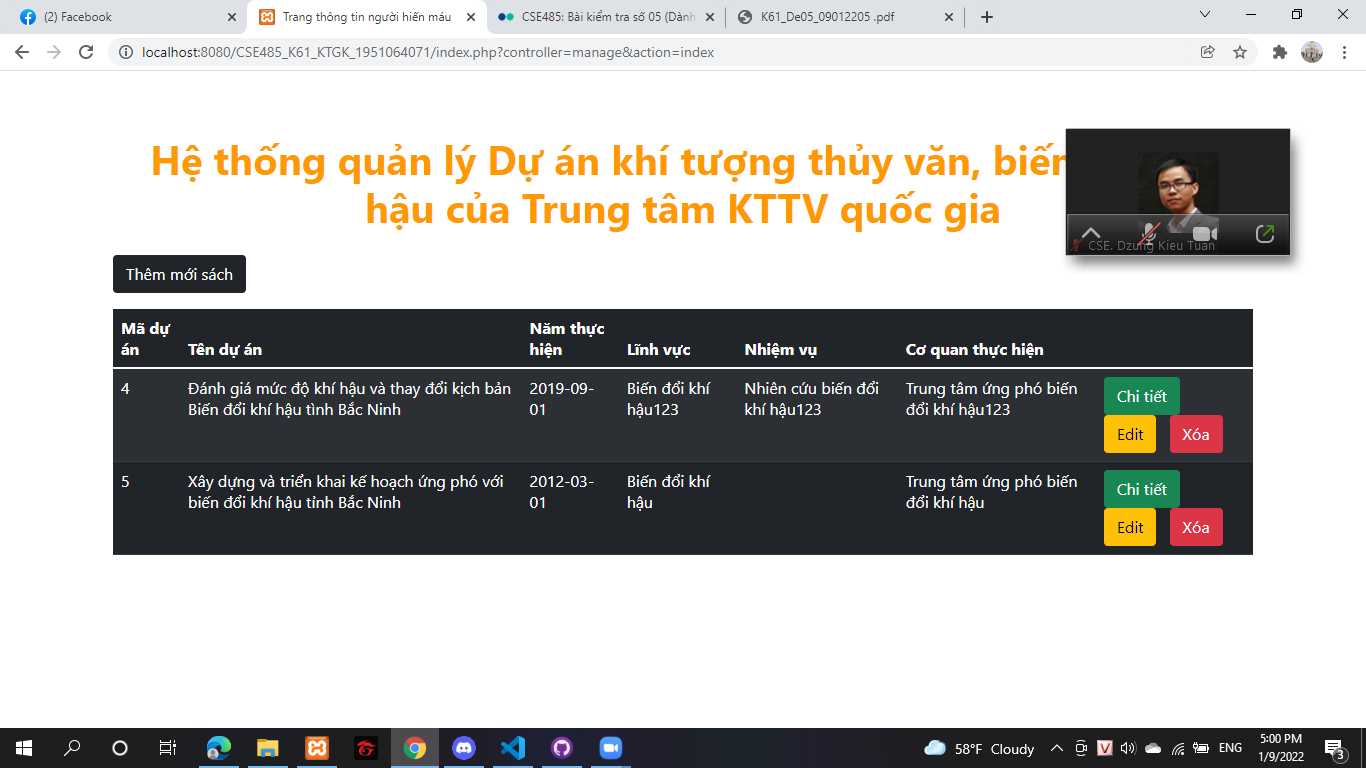 (2) Facebook
Trang thông tin người hiến máu
CSE485: Bài kiểm tra số 05 (Dành
K61_De05_09012205 .pdf
localhost:8080/CSE485_K61_KTGK_1951064071/index.php?controller=manage&action=index
Hệ thống quản lý Dự án khí tượng thủy văn, biến
hậu của Trung tâm KTTV quốc gia
CSE. Dzung Kieu Tuan
Thêm mới sách
Mã dự
án
Tên dự án
Năm thực
hiện
Lĩnh vực
Nhiệm vụ
Cơ quan thực hiện
4
Đánh giá mức độ khí hậu và thay đổi kịch bản
Biến đổi khí hậu tình Bắc Ninh
2019-09-
01
Biến đổi khí
hậu123
Nhiên cứu biến đổi
khí hậu123
Trung tâm ứng phó biến
đổi khí hậu123
Chi tiết
Edit
Xóa
5
Xây dựng và triển khai kế hoạch ứng phó với
biến đổi khí hậu tỉnh Bắc Ninh
2012-03-
01
Biến đổi khí
hậu
Trung tâm ứng phó biến
đổi khí hậu
Chi tiết
Edit
Xóa
58°F Cloudy
V
ENG
5:00 PM
1/9/2022
3